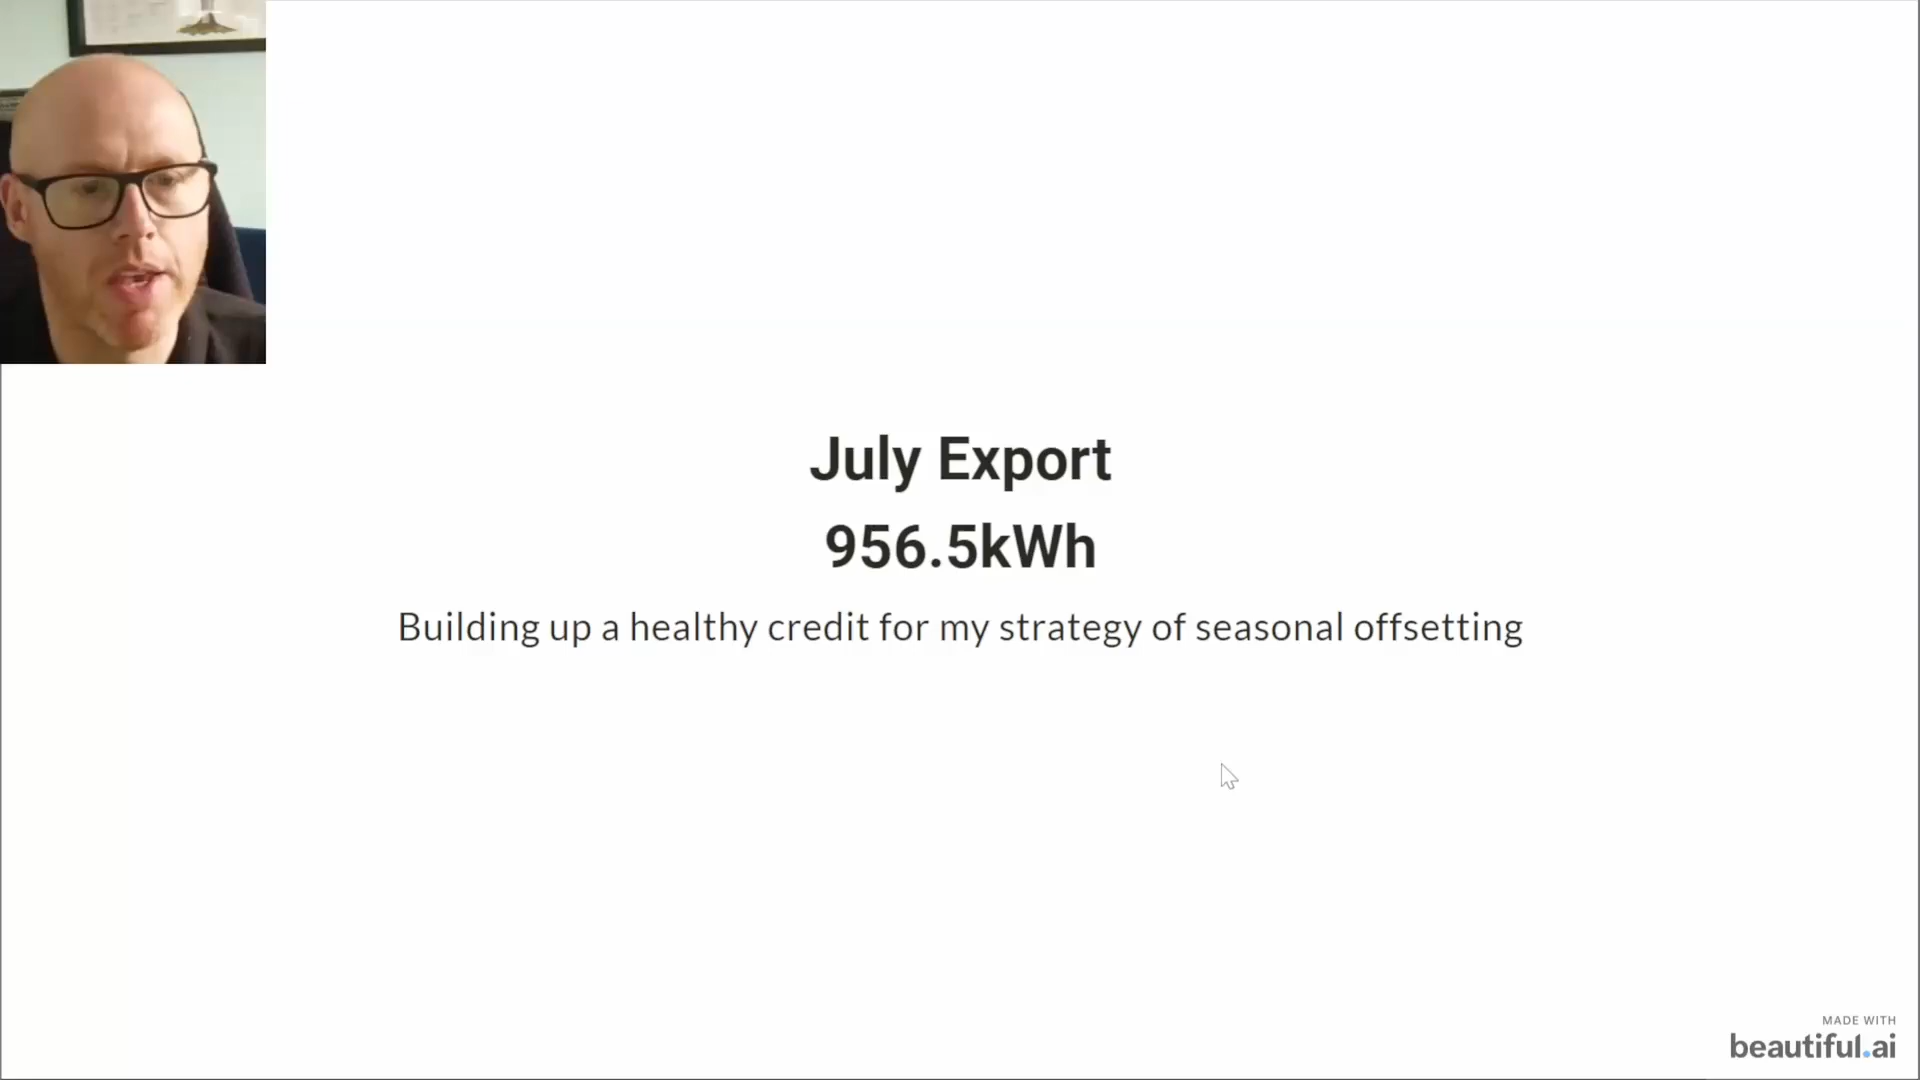 July Export
956.5kWh
Building up a healthy credit for my strategy of seasonal offsetting
MADE WITH
beautiful.ai